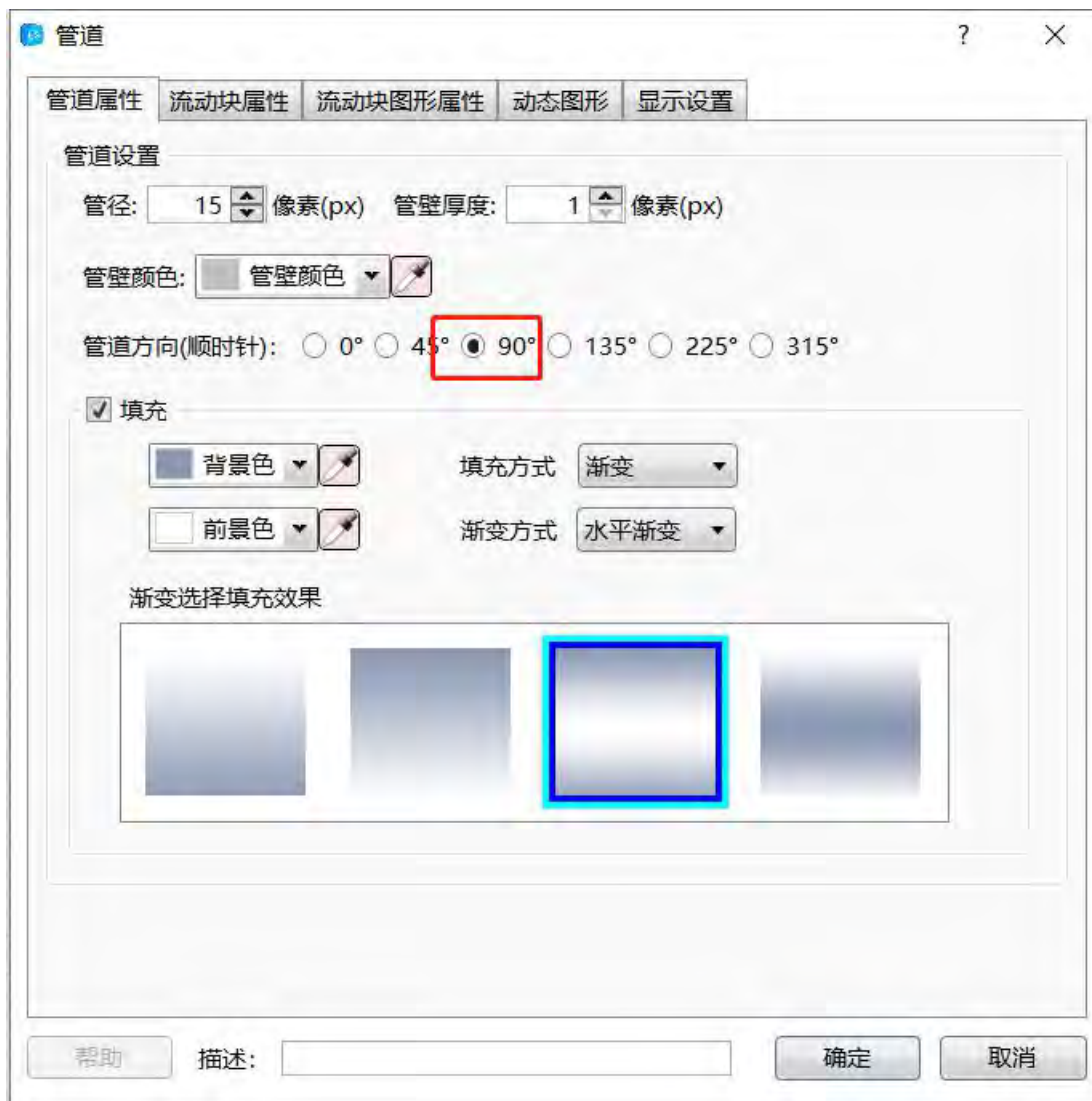 管道 ?
管道属性 流动块属性 流动块图形属性 动态图形 显示设置
管道设置
管径: 15 像素(px) 管壁厚度: 1 像素(px)
管壁颜色: 管壁颜色
管道方向(顺时针): 0° 45° 90° 135° 225° 315°
填充
背景色 填充方式 渐变
前景色 渐变方式 水平渐变
渐变选择填充效果
帮助 描述: 确定 取消